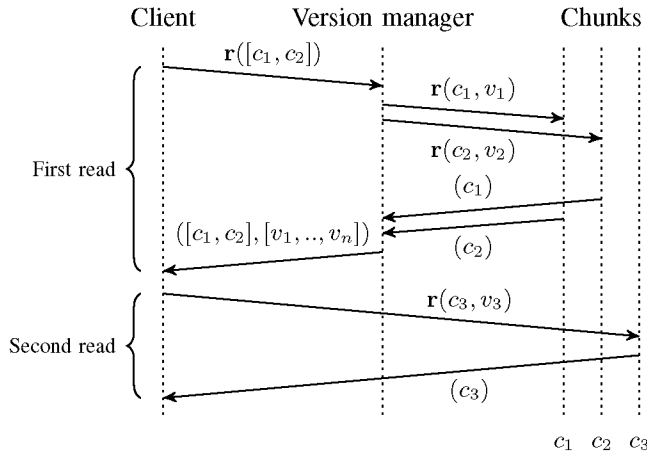 Client Version manager Chunks
r([c₁, c₂])
r(c₁, v₁)
r(c₂, v₂)
First read
(c₁)
([c₁, c₂], [v₁, .., vₙ])
(c₂)
r(c₃, v₃)
Second read
(c₃)
c₁ c₂ c₃